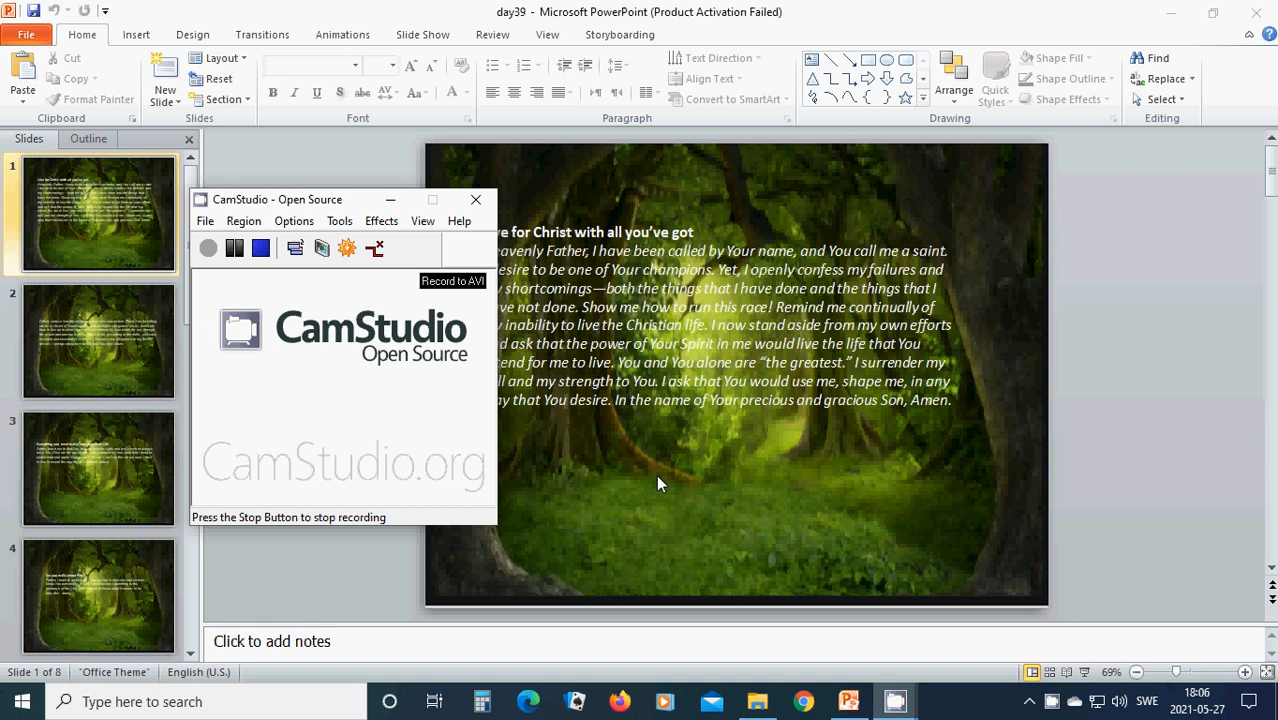 day39 - Microsoft PowerPoint (Product Activation Failed)
File Home Insert Design Transitions Animations Slide Show Review View Storyboarding
Paste
Cut
Copy
Format Painter
Clipboard
New
Slide
Layout
Reset
Section
Slides
B I U S abc AV Aa A
Font
Paragraph
Text Direction
Align Text
Convert to SmartArt
Arrange
Quick
Styles
Shape Fill
Shape Outline
Shape Effects
Drawing
Find
Replace
Select
Editing
Slides Outline
1
2
3
4
CamStudio - Open Source
File Region Options Tools Effects View Help
Record to AVI
CamStudio
Open Source
CamStudio.org
Press the Stop Button to stop recording
for Christ with all you've got
Father, I have been called by Your name, and You call me a saint.
to be one of Your champions. Yet, I openly confess my failures and
shortcomings—both the things that I have done and the things that I
not done. Show me how to run this race! Remind me continually of
to live the Christian life. I now stand aside from my own efforts
ask that the power of Your Spirit in me would live the life that You
for me to live. You and You alone are “the greatest.” I surrender my
and my strength to You. I ask that You would use me, shape me, in any
that You desire. In the name of Your precious and gracious Son, Amen.
Click to add notes
Slide 1 of 8 "Office Theme" English (U.S.) 69%
Type here to search
SWE
18:06
2021-05-27